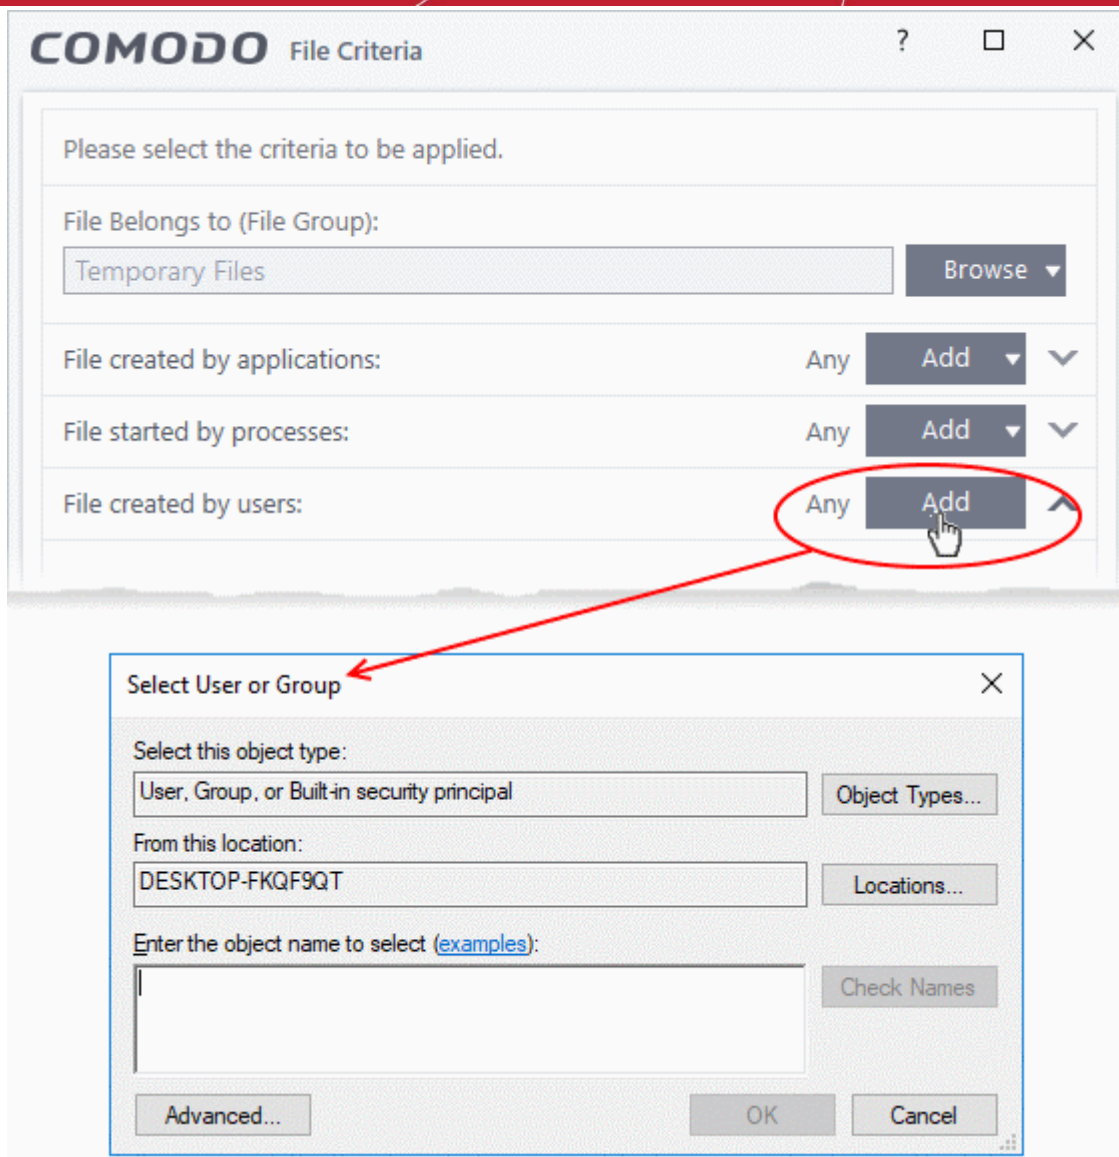 COMODO File Criteria ?
Please select the criteria to be applied.
File Belongs to (File Group):
Temporary Files Browse
File created by applications: Any Add
File started by processes: Any Add
File created by users: Any Add
Select User or Group
Select this object type:
User, Group, or Built-in security principal Object Types...
From this location:
DESKTOP-FKQF9QT Locations...
Enter the object name to select (examples):
Check Names
Advanced... OK Cancel